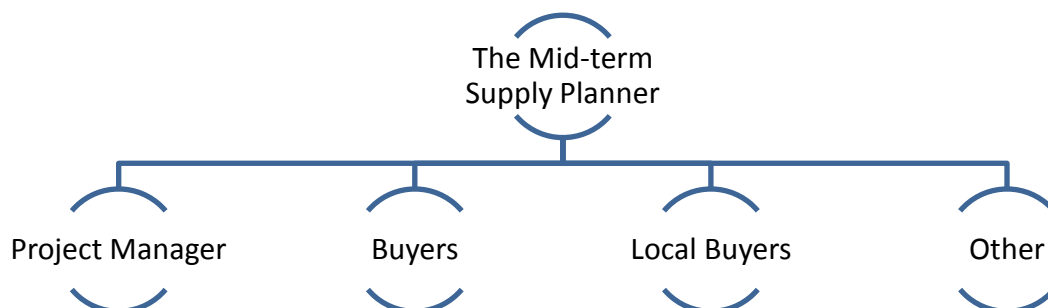 The Mid-term
Supply Planner
Project Manager
Buyers
Local Buyers
Other